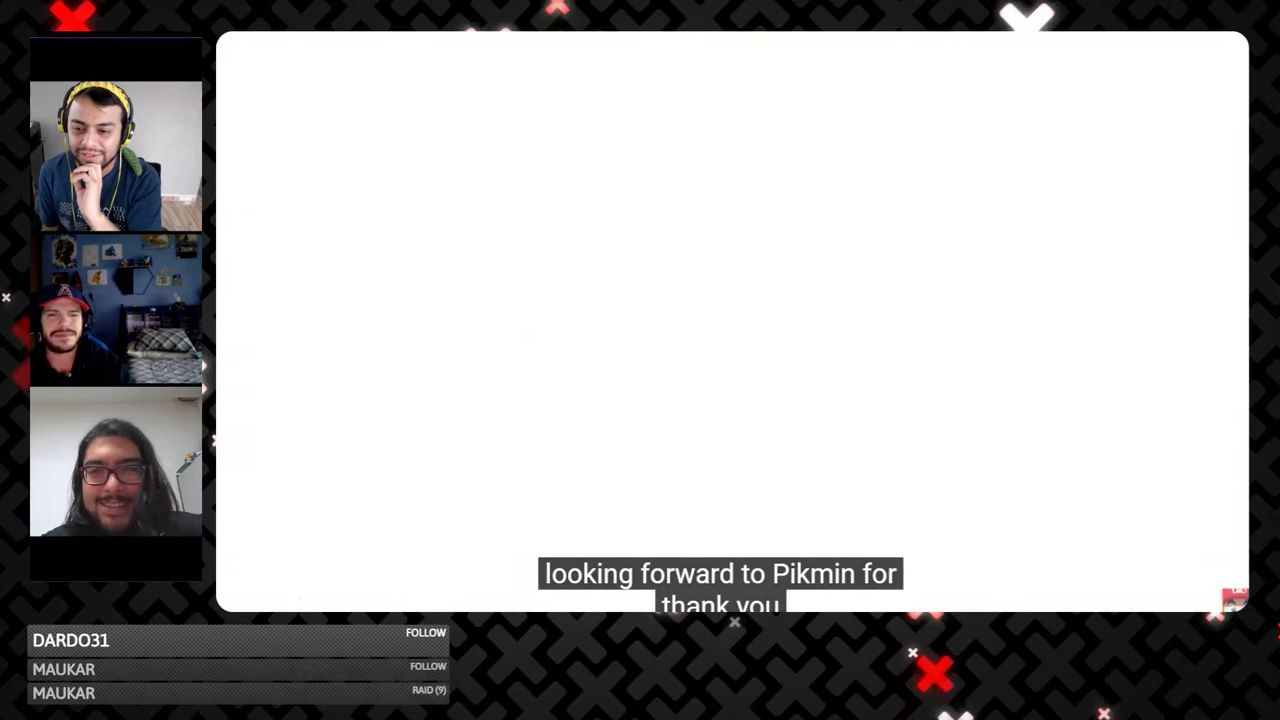 looking forward to Pikmin for
thank you
DARDO31 FOLLOW
MAUKAR FOLLOW
MAUKAR RAID (9)